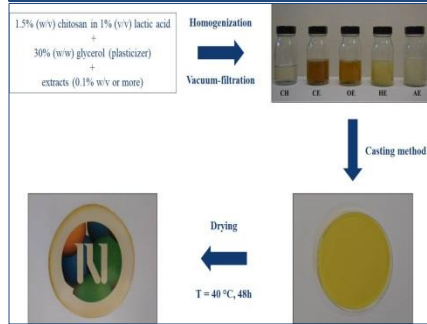 1.5% (w/v) chitosan in 1% (v/v) lactic acid
+
30% (w/w) glycerol (plasticizer)
+
extracts (0.1% w/v or more)
Homogenization
Vacuum-filtration
CH CE OE HE AE
Casting method
Drying
T = 40 °C, 48h